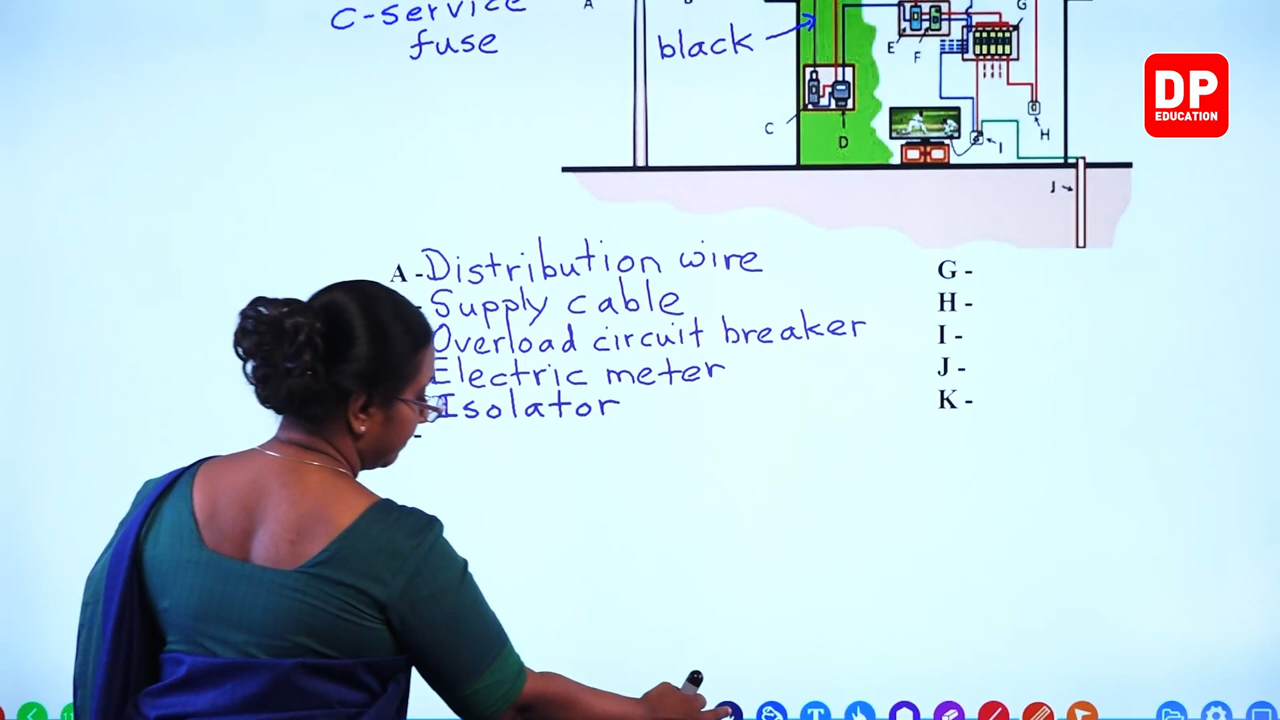 C-service
fuse
black
A
E
F
G
C
D
H
I
J
DP
EDUCATION
A - Distribution wire
Supply cable
Overload circuit breaker
Electric meter
Isolator
-
G -
H -
I -
J -
K -